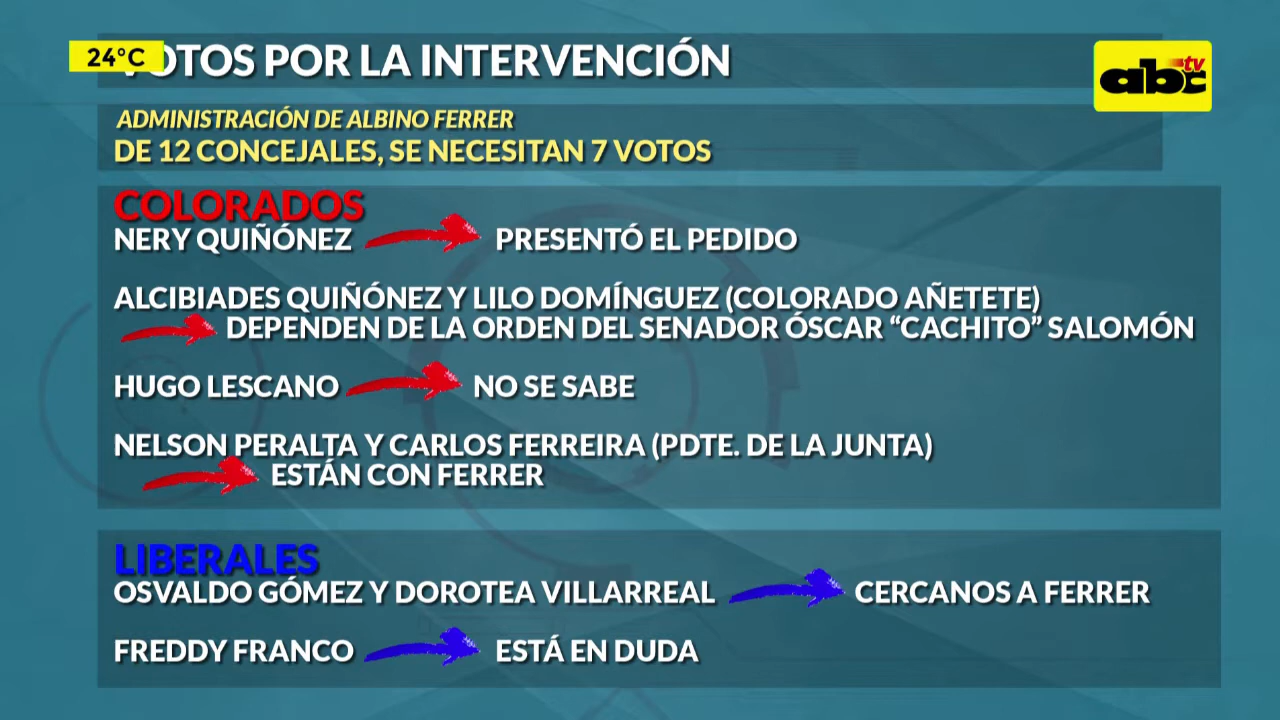 24°C
VOTOS POR LA INTERVENCIÓN
abc tv
ADMINISTRACIÓN DE ALBINO FERRER
DE 12 CONCEJALES, SE NECESITAN 7 VOTOS
COLORADOS
NERY QUIÑÓNEZ PRESENTÓ EL PEDIDO
ALCIBIADES QUIÑÓNEZ Y LILO DOMÍNGUEZ (COLORADO AÑETETE)
DEPENDEN DE LA ORDEN DEL SENADOR ÓSCAR “CACHITO” SALOMÓN
HUGO LESCANO NO SE SABE
NELSON PERALTA Y CARLOS FERREIRA (PDTE. DE LA JUNTA)
ESTÁN CON FERRER
LIBERALES
OSVALDO GÓMEZ Y DOROTEA VILLARREAL CERCANOS A FERRER
FREDDY FRANCO ESTÁ EN DUDA